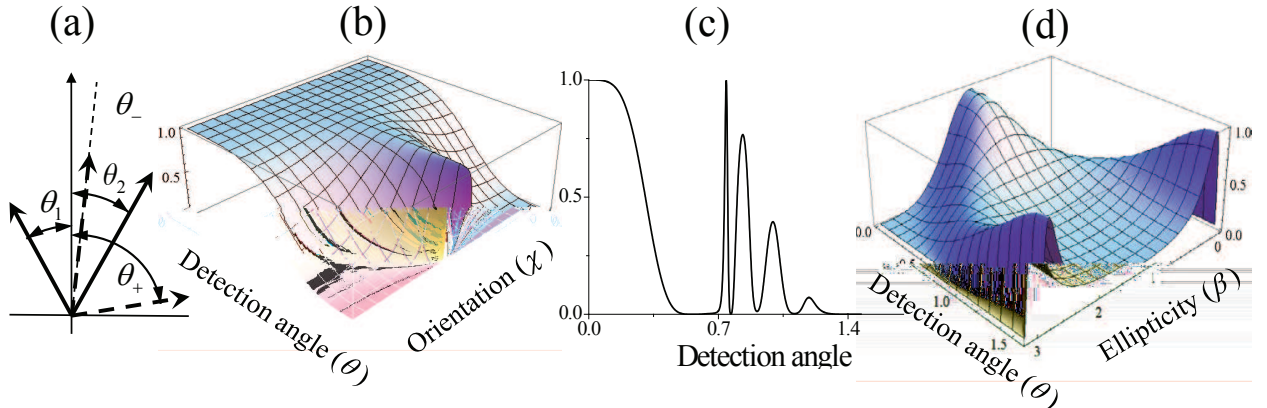 (a)
(b)
(c)
(d)
θ₋
θ₂
θ₁
θ₊
1.0
0.5
Detection angle (θ)
Orientation (χ)
1.0
0.5
0.0
0.0
0.7
1.4
Detection angle
1.0
0.5
0.0
0.0
0.5
1.0
1.5
0
1
2
3
Detection angle (θ)
Ellipticity (β)